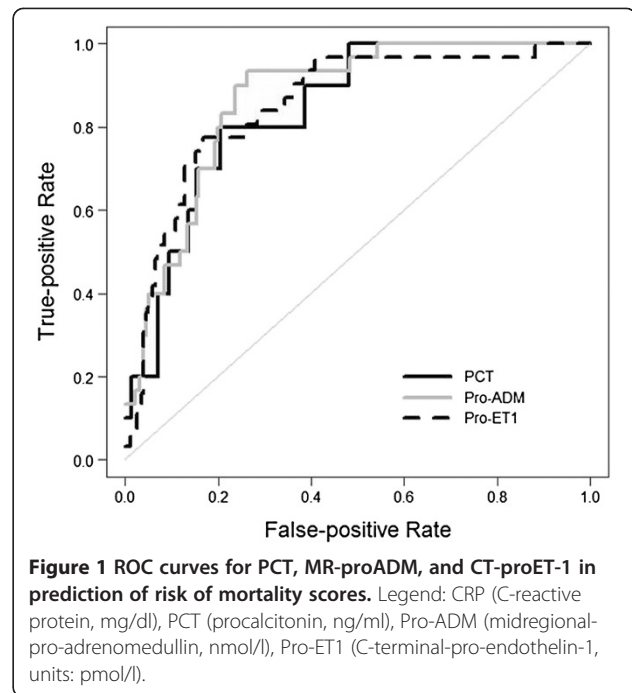 1.0
0.8
0.6
0.4
0.2
0.0
True-positive Rate
PCT
Pro-ADM
Pro-ET1
0.0 0.2 0.4 0.6 0.8 1.0
False-positive Rate
Figure 1 ROC curves for PCT, MR-proADM, and CT-proET-1 in
prediction of risk of mortality scores. Legend: CRP (C-reactive
protein, mg/dl), PCT (procalcitonin, ng/ml), Pro-ADM (midregional-
pro-adrenomedullin, nmol/l), Pro-ET1 (C-terminal-pro-endothelin-1,
units: pmol/l).